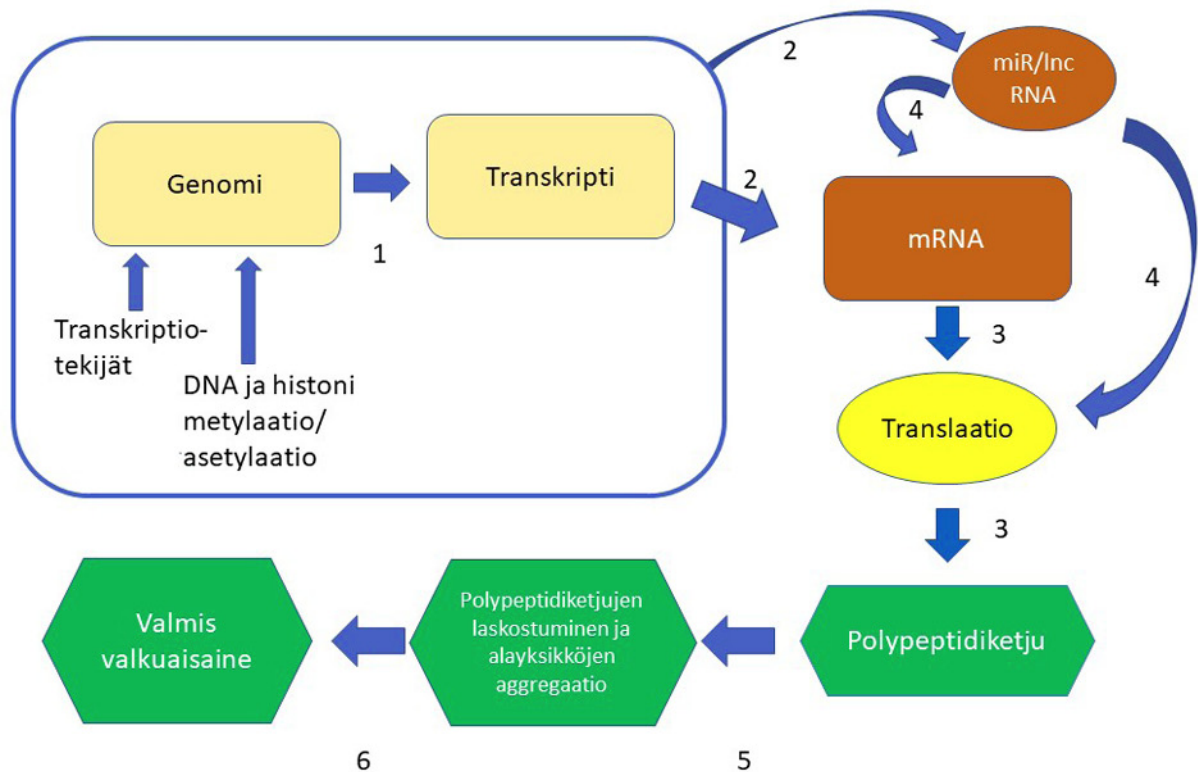 2
miR/lnc
RNA
4
Genomi
1
Transkripti
2
mRNA
4
Transkriptio-
tekijät
DNA ja histoni
metylaatio/
asetylaatio
3
Translaatio
3
Polypeptidiketju
5
Polypeptidiketjujen
laskostuminen ja
alayksikköjen
aggregaatio
6
Valmis
valkuaisaine